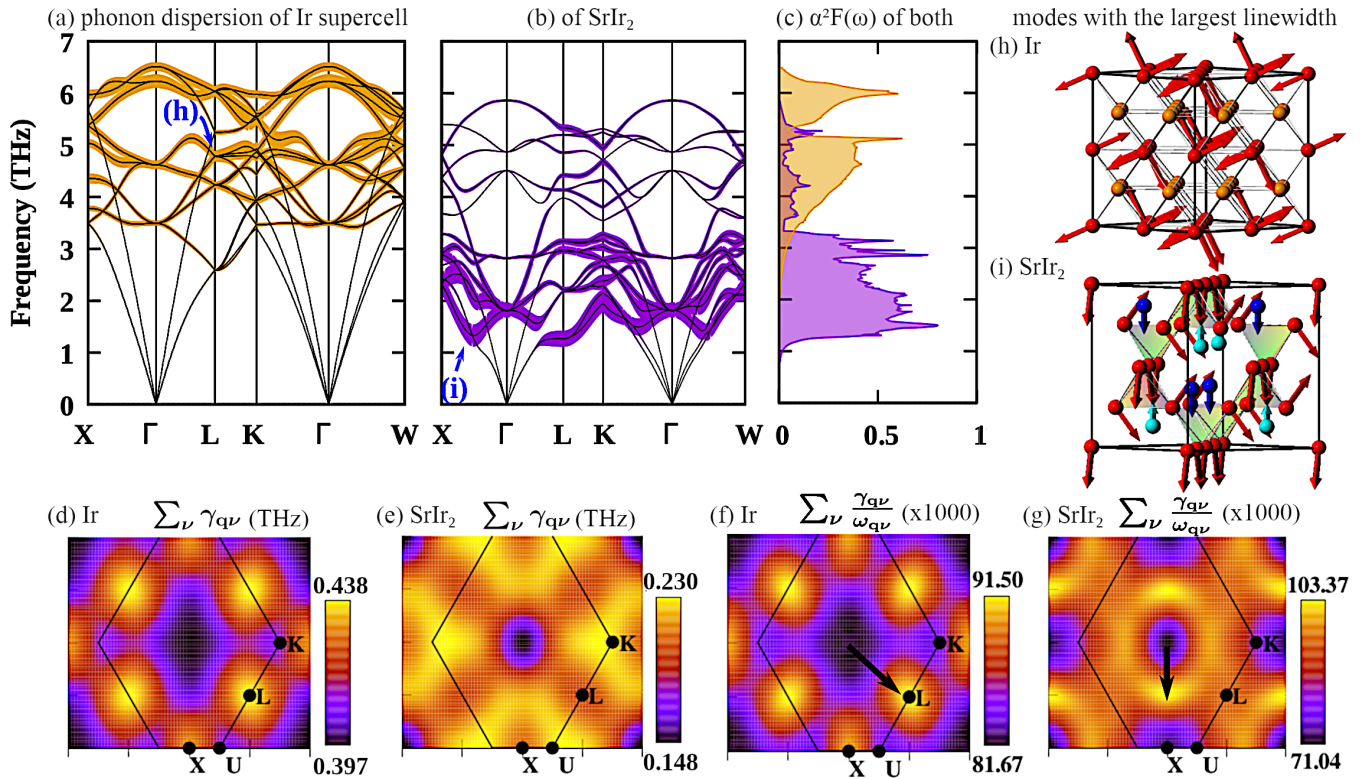 (a) phonon dispersion of Ir supercell
(b) of SrIr₂
(c) α²F(ω) of both
modes with the largest linewidth
Frequency (THz)
7
6
5
4
3
2
1
0
(h)
X Γ L K Γ W
(i)
X Γ L K Γ W
0 0.5 1
(h) Ir
(i) SrIr₂
(d) Ir ∑ν γqν (THz)
0.438
0.397
K
L
X U
(e) SrIr₂ ∑ν γqν (THz)
0.230
0.148
K
L
X U
(f) Ir ∑ν γqν/ωqν (x1000)
91.50
81.67
K
L
X U
(g) SrIr₂ ∑ν γqν/ωqν (x1000)
103.37
71.04
K
L
X U